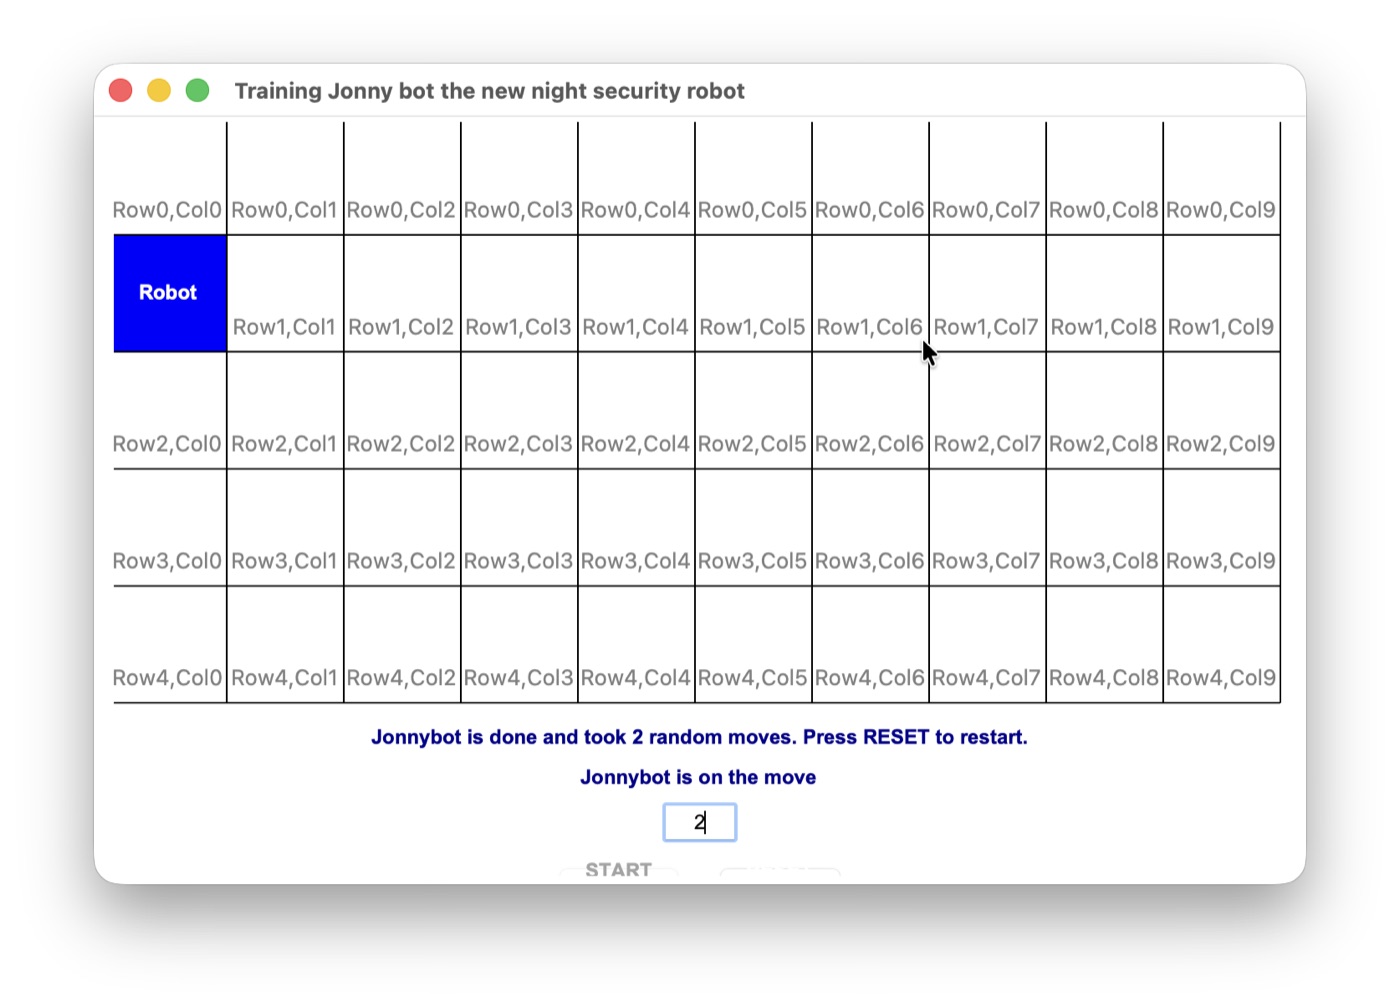 Training Jonny bot the new night security robot
Row0,Col0 Row0,Col1 Row0,Col2 Row0,Col3 Row0,Col4 Row0,Col5 Row0,Col6 Row0,Col7 Row0,Col8 Row0,Col9
Robot
Row1,Col1 Row1,Col2 Row1,Col3 Row1,Col4 Row1,Col5 Row1,Col6 Row1,Col7 Row1,Col8 Row1,Col9
Row2,Col0 Row2,Col1 Row2,Col2 Row2,Col3 Row2,Col4 Row2,Col5 Row2,Col6 Row2,Col7 Row2,Col8 Row2,Col9
Row3,Col0 Row3,Col1 Row3,Col2 Row3,Col3 Row3,Col4 Row3,Col5 Row3,Col6 Row3,Col7 Row3,Col8 Row3,Col9
Row4,Col0 Row4,Col1 Row4,Col2 Row4,Col3 Row4,Col4 Row4,Col5 Row4,Col6 Row4,Col7 Row4,Col8 Row4,Col9
Jonnybot is done and took 2 random moves. Press RESET to restart.
Jonnybot is on the move
2
START